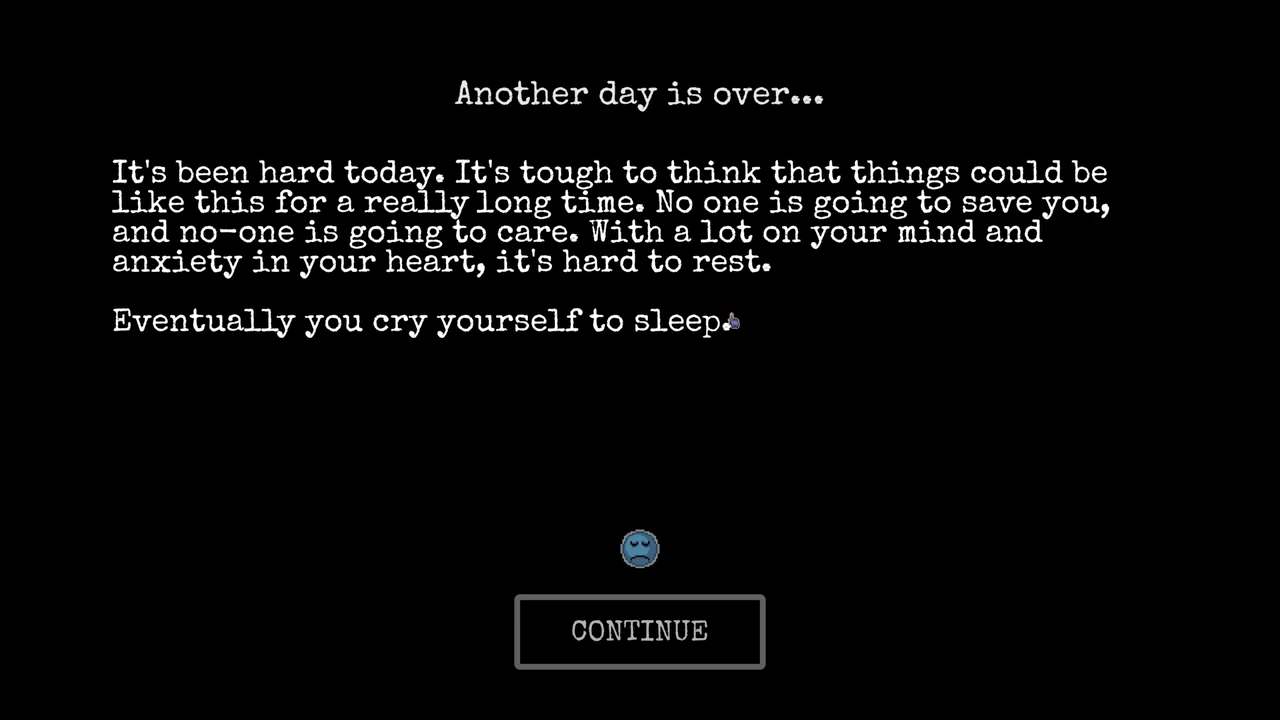 Another day is over...
It's been hard today. It's tough to think that things could be
like this for a really long time. No one is going to save you,
and no-one is going to care. With a lot on your mind and
anxiety in your heart, it's hard to rest.
Eventually you cry yourself to sleep.
CONTINUE